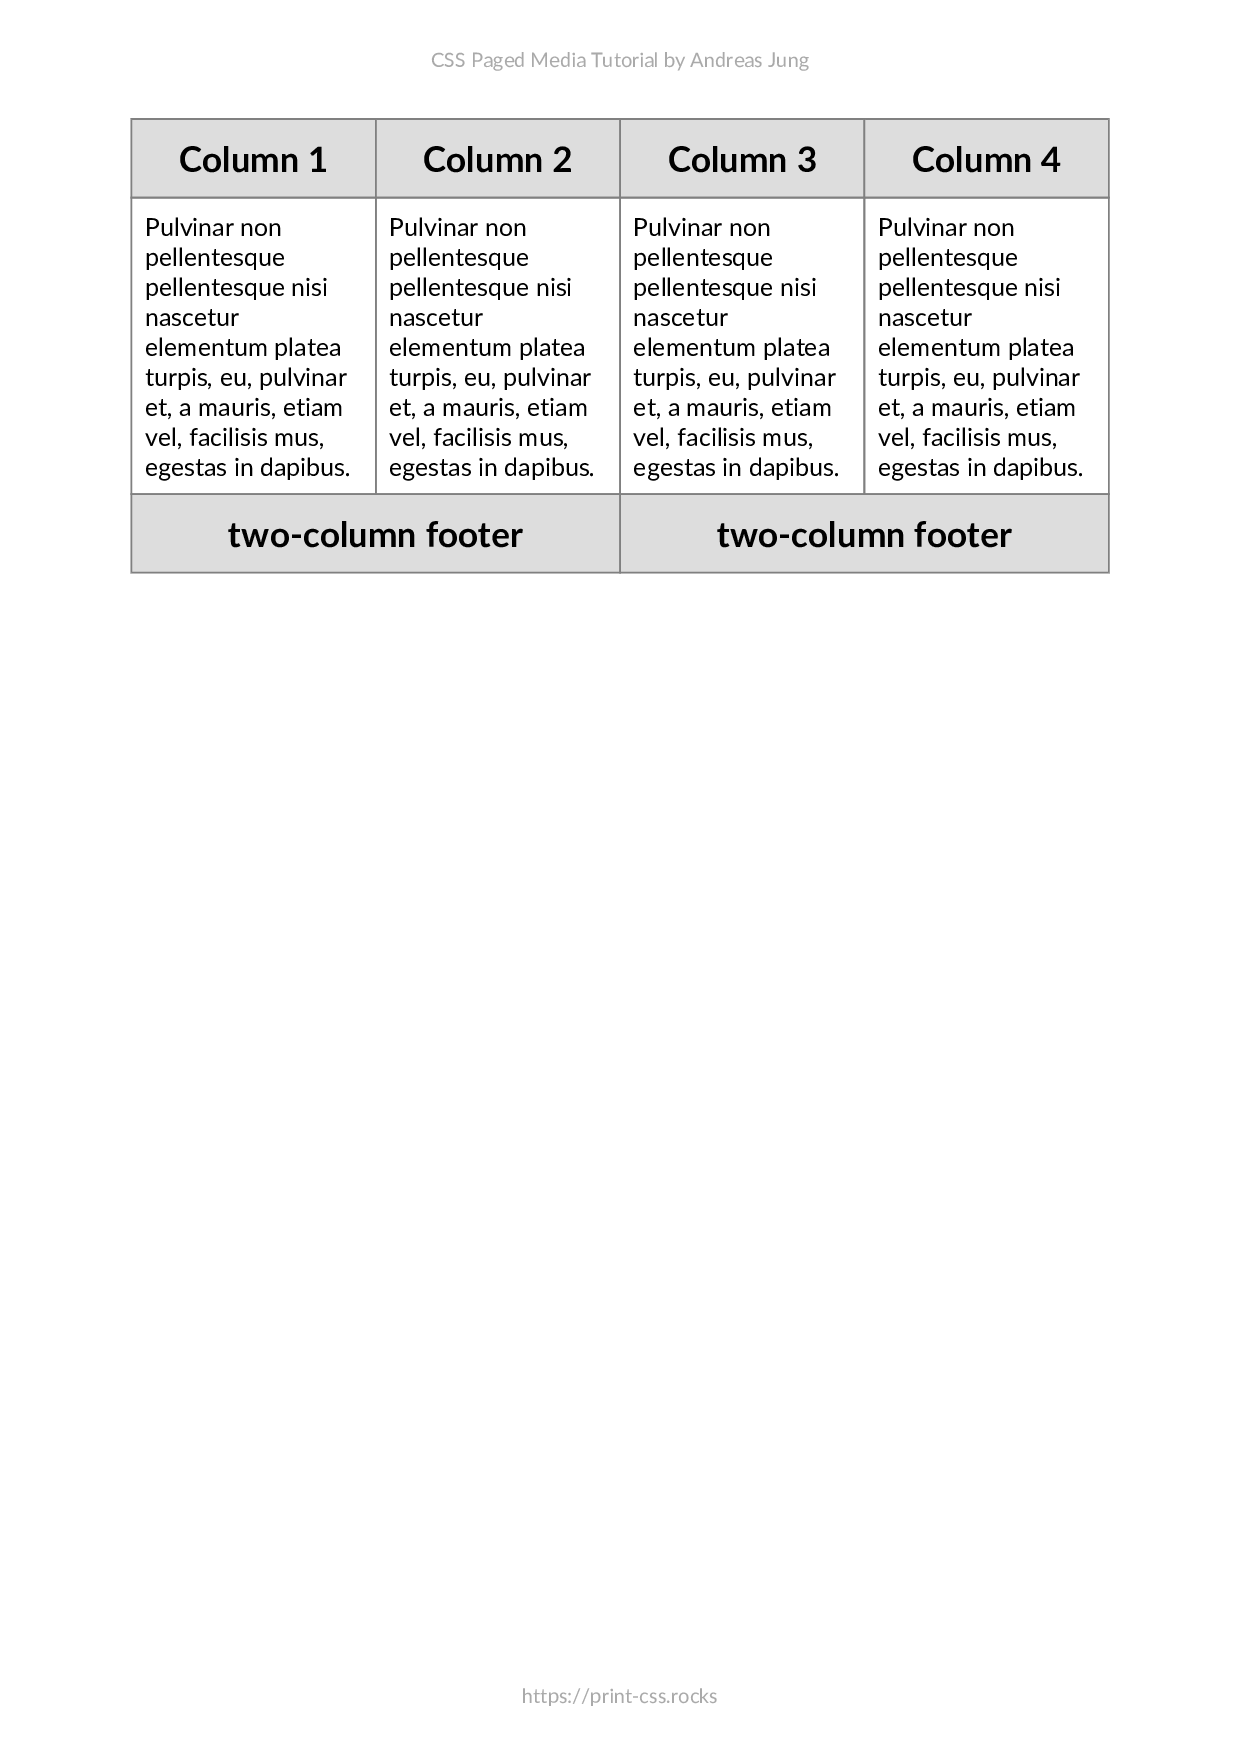 CSS Paged Media Tutorial by Andreas Jung
Column 1 Column 2 Column 3 Column 4
Pulvinar non
pellentesque
pellentesque nisi
nascetur
elementum platea
turpis, eu, pulvinar
et, a mauris, etiam
vel, facilisis mus,
egestas in dapibus.
Pulvinar non
pellentesque
pellentesque nisi
nascetur
elementum platea
turpis, eu, pulvinar
et, a mauris, etiam
vel, facilisis mus,
egestas in dapibus.
Pulvinar non
pellentesque
pellentesque nisi
nascetur
elementum platea
turpis, eu, pulvinar
et, a mauris, etiam
vel, facilisis mus,
egestas in dapibus.
Pulvinar non
pellentesque
pellentesque nisi
nascetur
elementum platea
turpis, eu, pulvinar
et, a mauris, etiam
vel, facilisis mus,
egestas in dapibus.
two-column footer two-column footer
https://print-css.rocks